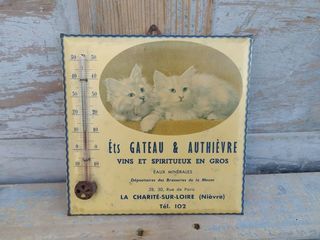 Éts GATEAU & AUTHIÈVRE
VINS ET SPIRITUEUX EN GROS
EAUX MINÉRALES
Dépositaires des Brasseries de la Meuse
28, 30, Rue de Paris
LA CHARITÉ-SUR-LOIRE (Nièvre)
Tél. 102